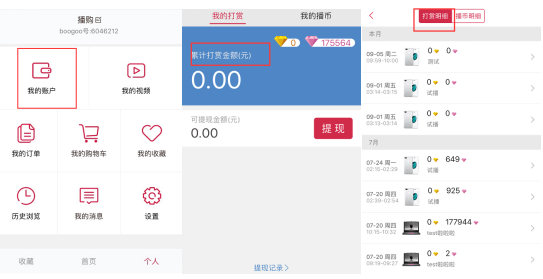 播购
boogoo号:6046212
我的账户
我的视频
我的订单
我的购物车
我的收藏
历史浏览
我的消息
设置
收藏
首页
个人
我的打赏
我的播币
0
175564
累计打赏金额(元)
0.00
可提现金额(元)
0.00
提现
提现记录>
打赏明细
播币明细
本月
09-05 周二
09:59-10:00
0 0
测试
09-01 周五
03:14-03:15
0 0
试播
09-01 周五
03:13-03:14
0 0
试播
7月
07-24 周一
02:15-02:29
0 649
试播
07-20 周四
02:39-02:54
0 925
试播
07-20 周四
10:15-10:32
0 177944
test啦啦啦
07-20 周四
09:19-09:27
0 2
test啦啦啦